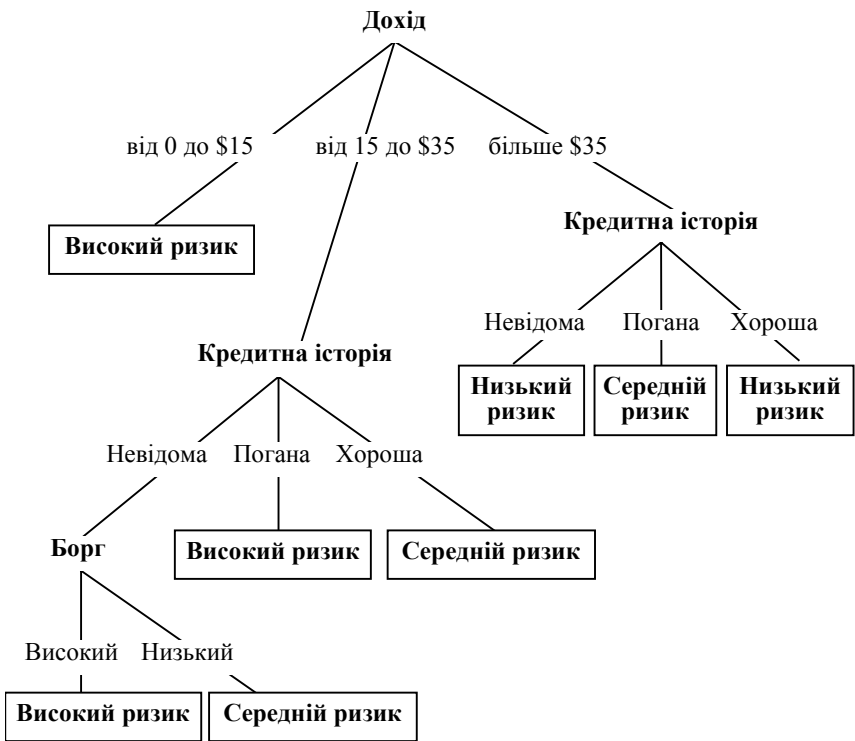 Дохід
від 0 до $15 від 15 до $35 більше $35
Високий ризик
Кредитна історія
Невідома Погана Хороша
Низький ризик
Середній ризик
Низький ризик
Кредитна історія
Невідома Погана Хороша
Борг
Високий ризик
Середній ризик
Високий Низький
Високий ризик
Середній ризик